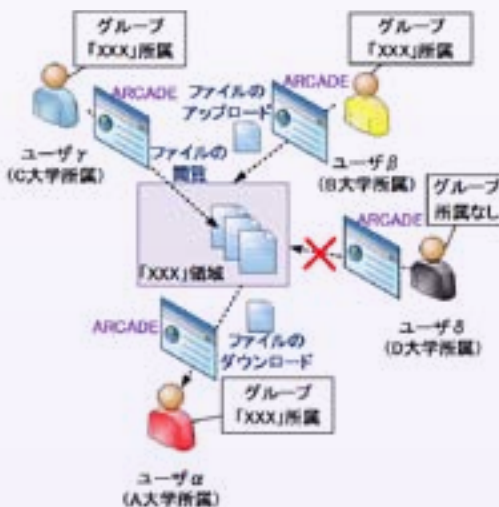 グループ
「XXX」所属
ARCADE
ユーザγ
(C大学所属)
ファイルの
閲覧
グループ
「XXX」所属
ARCADE
ファイルの
アップロード
ユーザβ
(B大学所属)
グループ
所属なし
ARCADE
ユーザδ
(D大学所属)
「XXX」領域
ARCADE
ファイルの
ダウンロード
グループ
「XXX」所属
ユーザα
(A大学所属)